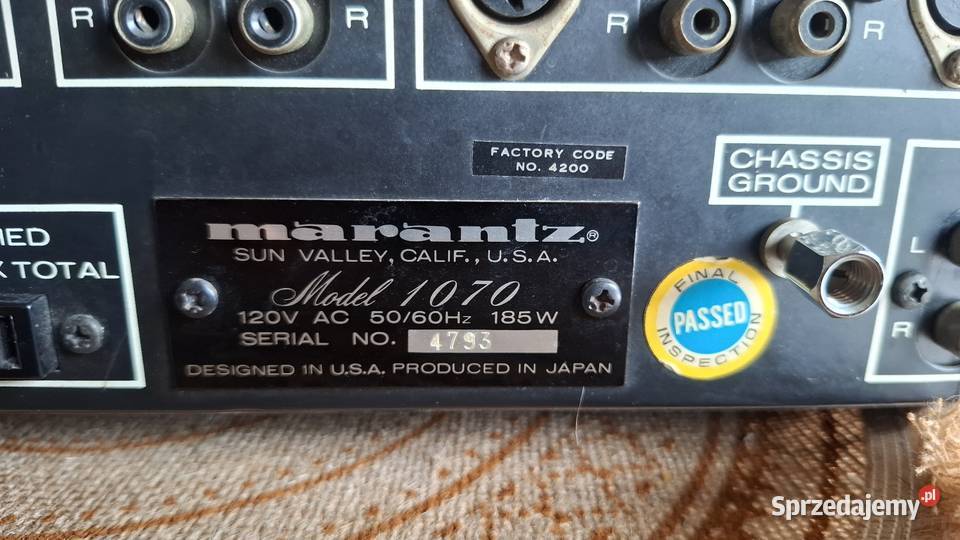 R
R
R
R
FACTORY CODE
NO. 4200
CHASSIS
GROUND
TOTAL
marantz®
SUN VALLEY, CALIF., U.S.A.
Model 1070
120V AC 50/60Hz 185W
SERIAL NO. 4793
DESIGNED IN U.S.A. PRODUCED IN JAPAN
FINAL
PASSED
INSPECTION
L
R
Sprzedajemy.pl